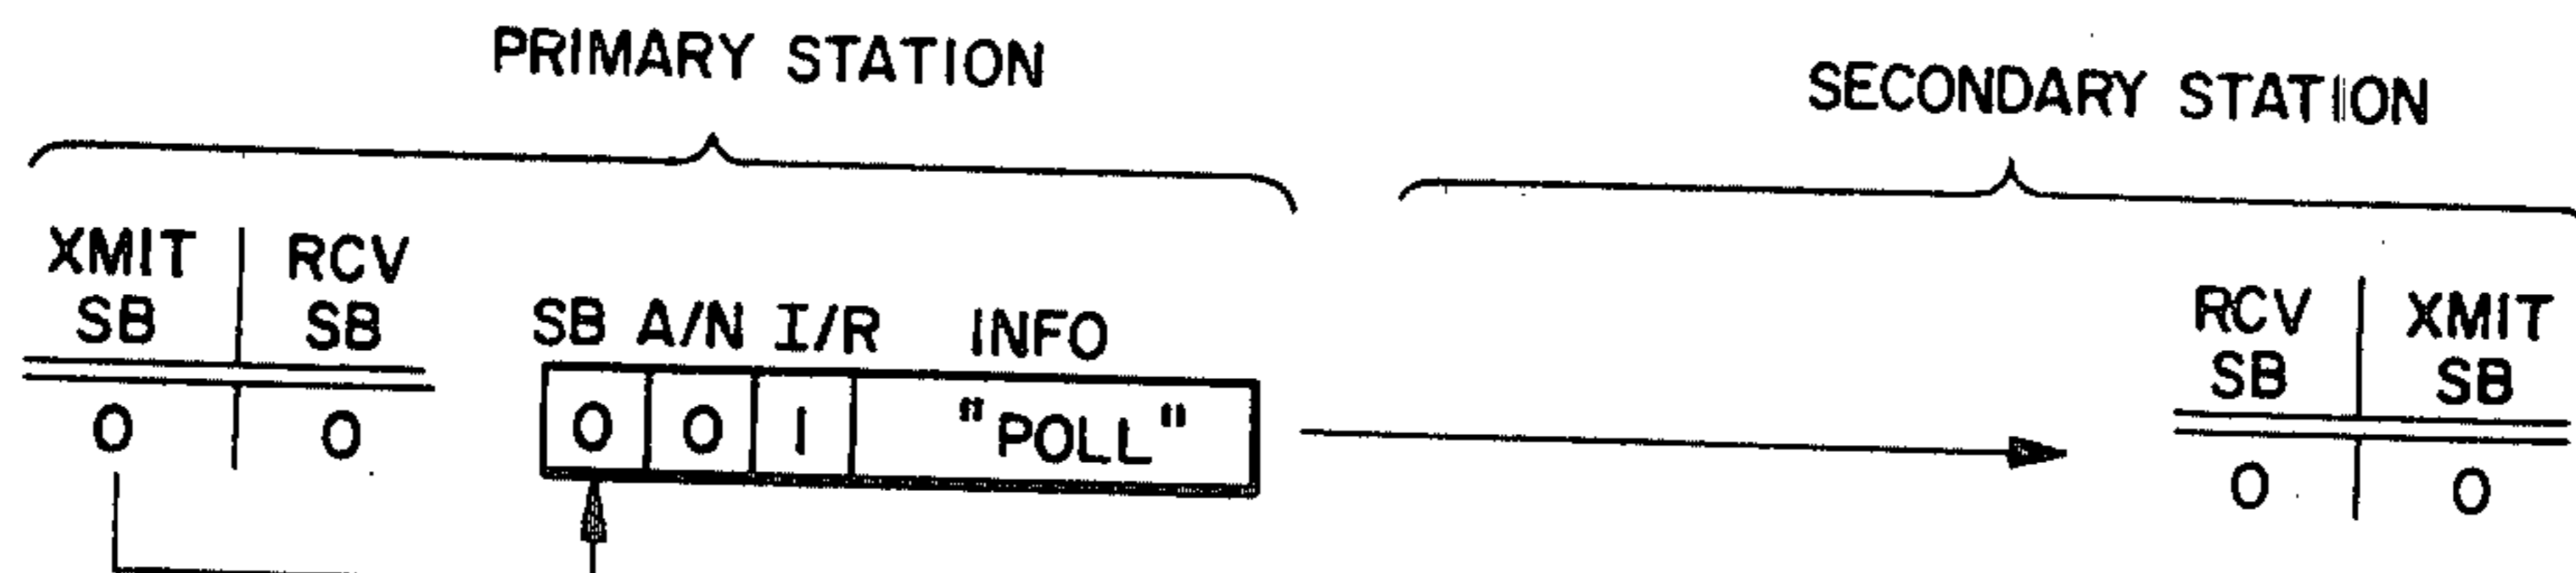 PRIMARY STATION
SECONDARY STATION
XMIT SB
RCV SB
SB A/N I/R INFO
RCV SB
XMIT SB
0 0
0 0 1 "POLL"
0 0